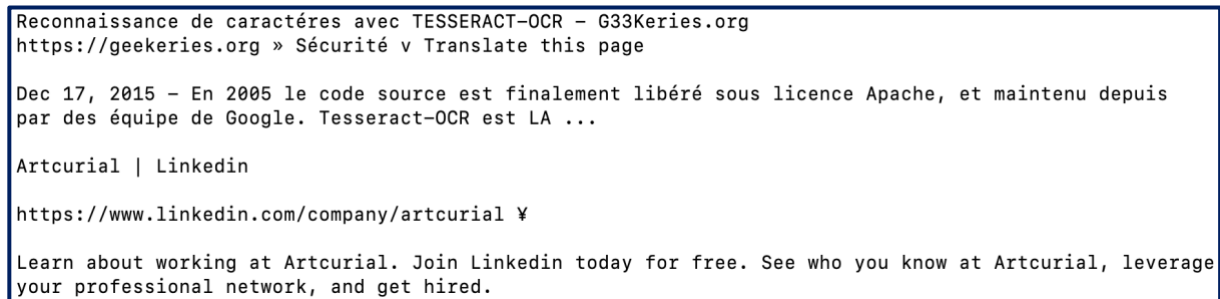 Reconnaissance de caractéres avec TESSERACT-OCR – G33Keries.org
https://geekeries.org » Sécurité v Translate this page
Dec 17, 2015 – En 2005 le code source est finalement libéré sous licence Apache, et maintenu depuis
par des équipe de Google. Tesseract-OCR est LA ...
Artcurial | Linkedin
https://www.linkedin.com/company/artcurial ¥
Learn about working at Artcurial. Join Linkedin today for free. See who you know at Artcurial, leverage
your professional network, and get hired.